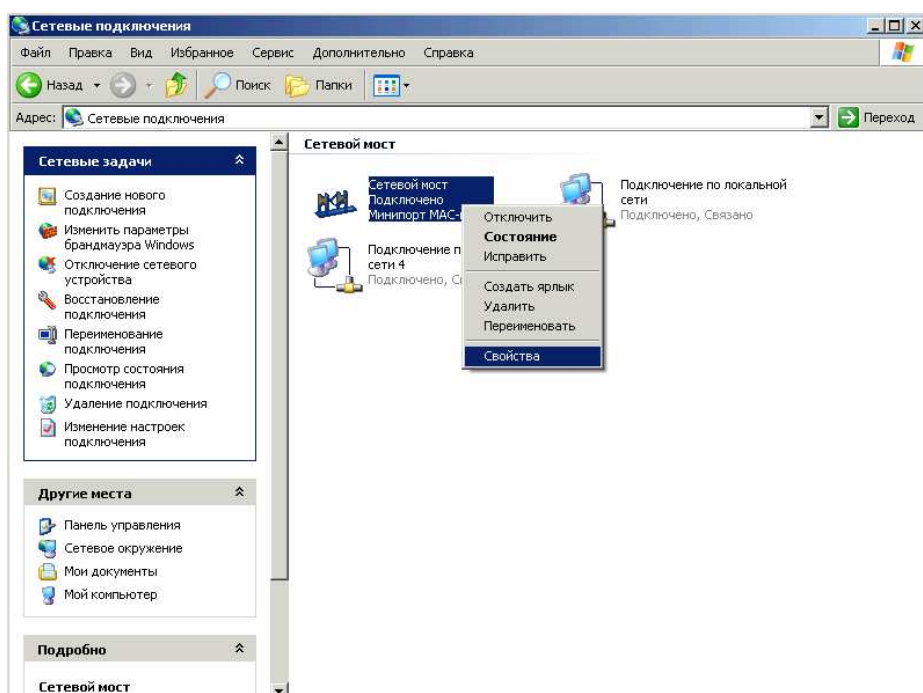 Сетевые подключения
Файл Правка Вид Избранное Сервис Дополнительно Справка
Назад Поиск Папки
Адрес: Сетевые подключения Переход
Сетевые задачи
Создание нового
подключения
Изменить параметры
брандмауэра Windows
Отключение сетевого
устройства
Восстановление
подключения
Переименование
подключения
Просмотр состояния
подключения
Удаление подключения
Изменение настроек
подключения
Другие места
Панель управления
Сетевое окружение
Мои документы
Мой компьютер
Подробно
Сетевой мост
Сетевой мост
Сетевой мост
Подключено
Минипорт MAC-
Подключение по локальной
сети
Подключено, Связано
Подключение п
сети 4
Подключено,
Отключить
Состояние
Исправить
Создать ярлык
Удалить
Переименовать
Свойства